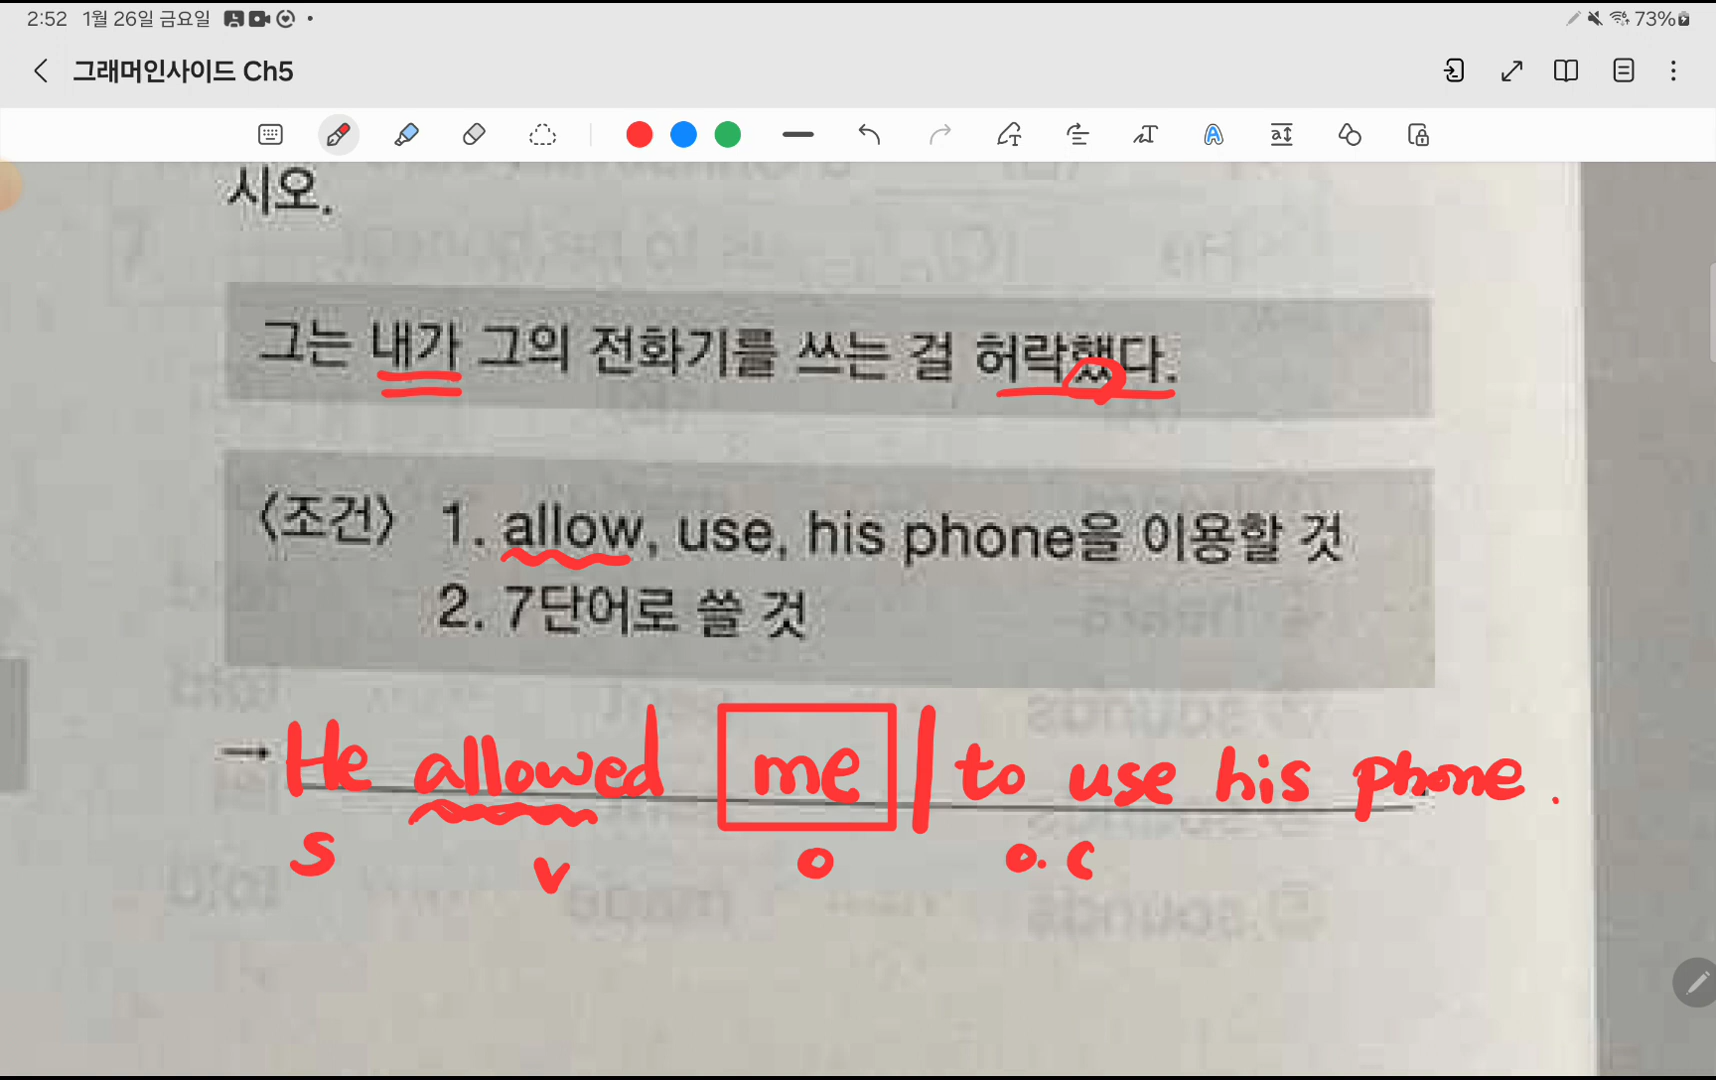 2:52 1월 26일 금요일 73%
그래머인사이드 Ch5
시오.
그는 내가 그의 전화기를 쓰는 걸 허락했다.
〈조건〉 1. allow, use, his phone을 이용할 것
2. 7단어로 쓸 것
→ He allowed me to use his phone.
S V O O.C